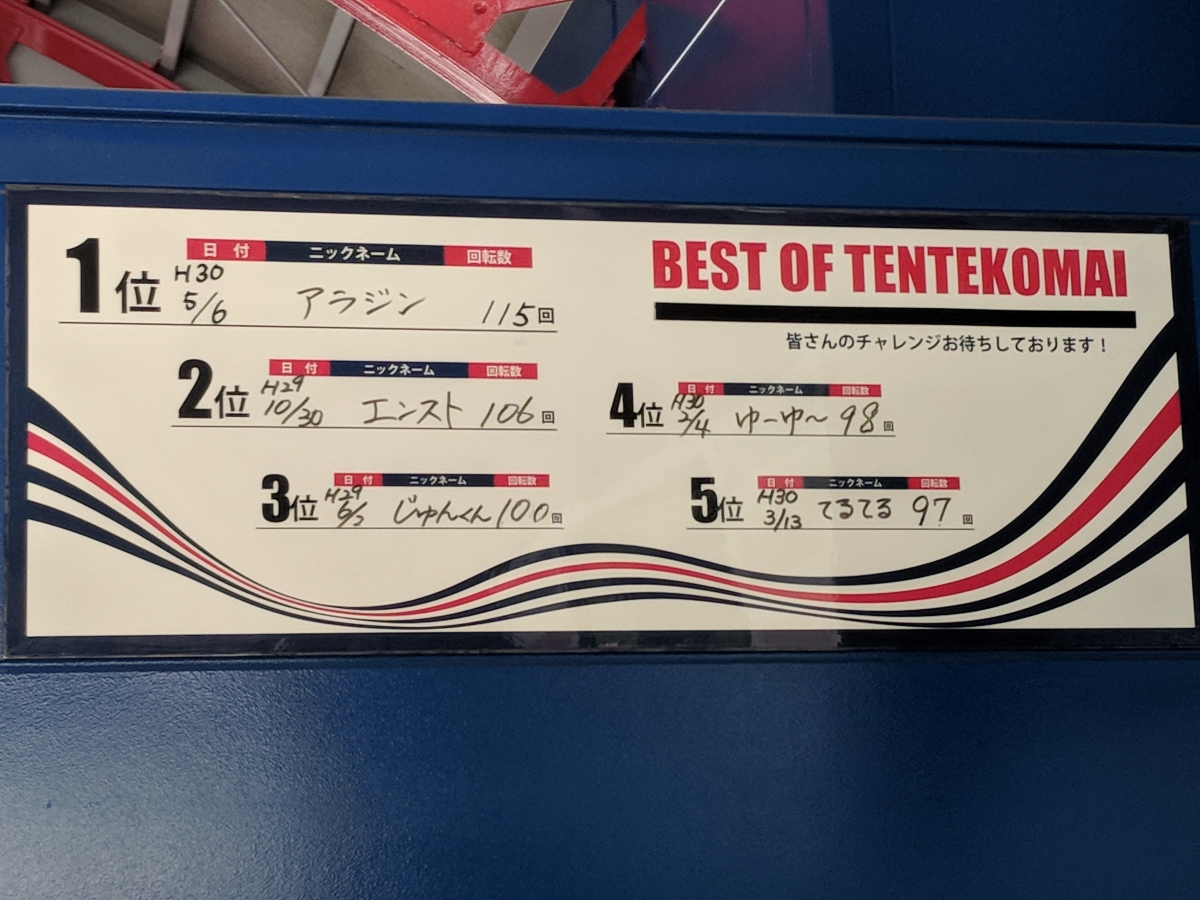 日付 ニックネーム 回転数
1位 H30 5/6 アラジン 115回
BEST OF TENTEKOMAI
皆さんのチャレンジお待ちしております！
日付 ニックネーム 回転数
2位 H29 10/30 エンスト 106回
日付 ニックネーム 回転数
3位 H29 じゅんくん 100回
日付 ニックネーム 回転数
4位 H30 ゆーゆ～ 98回
日付 ニックネーム 回転数
5位 H30 3/13 てるてる 97回